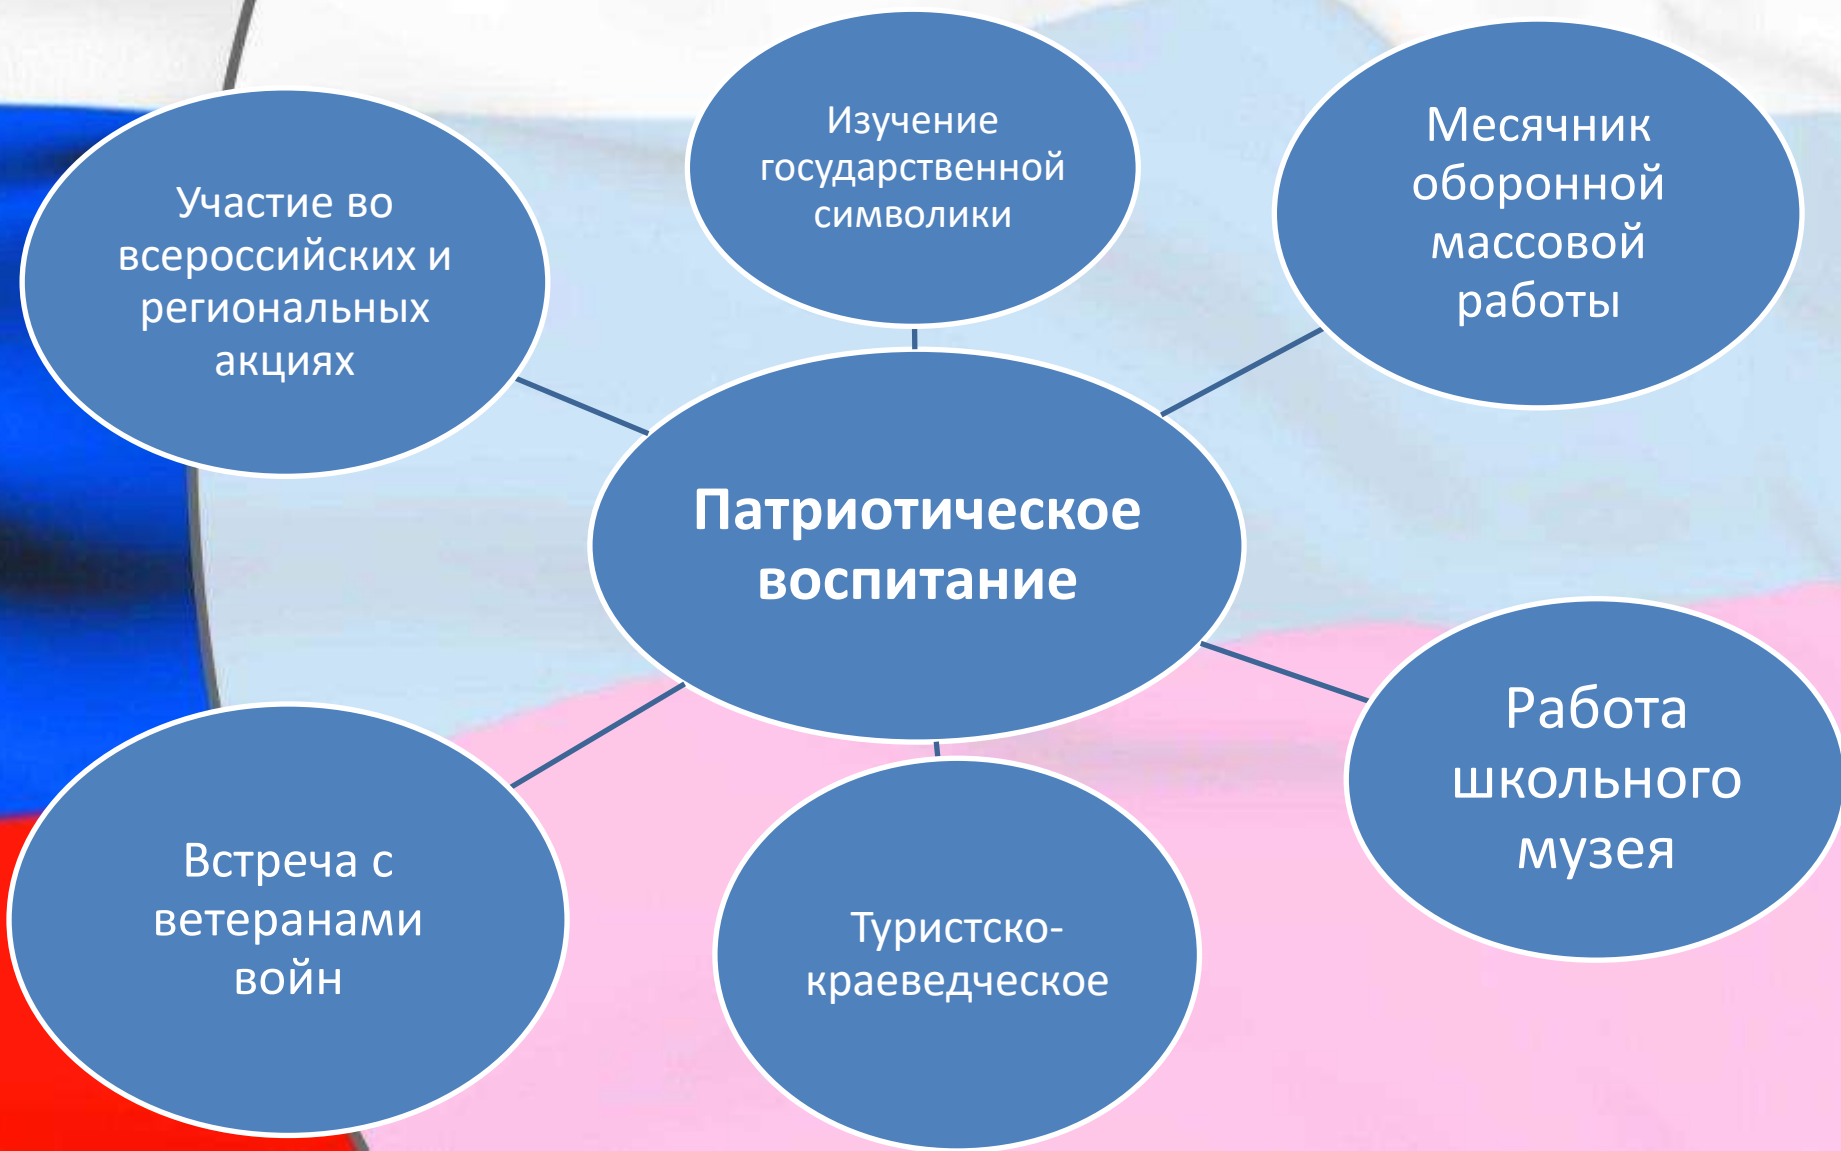 Изучение
государственной
символики
Месячник
оборонной
массовой
работы
Участие во
всероссийских и
региональных
акциях
Патриотическое
воспитание
Работа
школьного
музея
Встреча с
ветеранами
войн
Туристско-
краеведческое